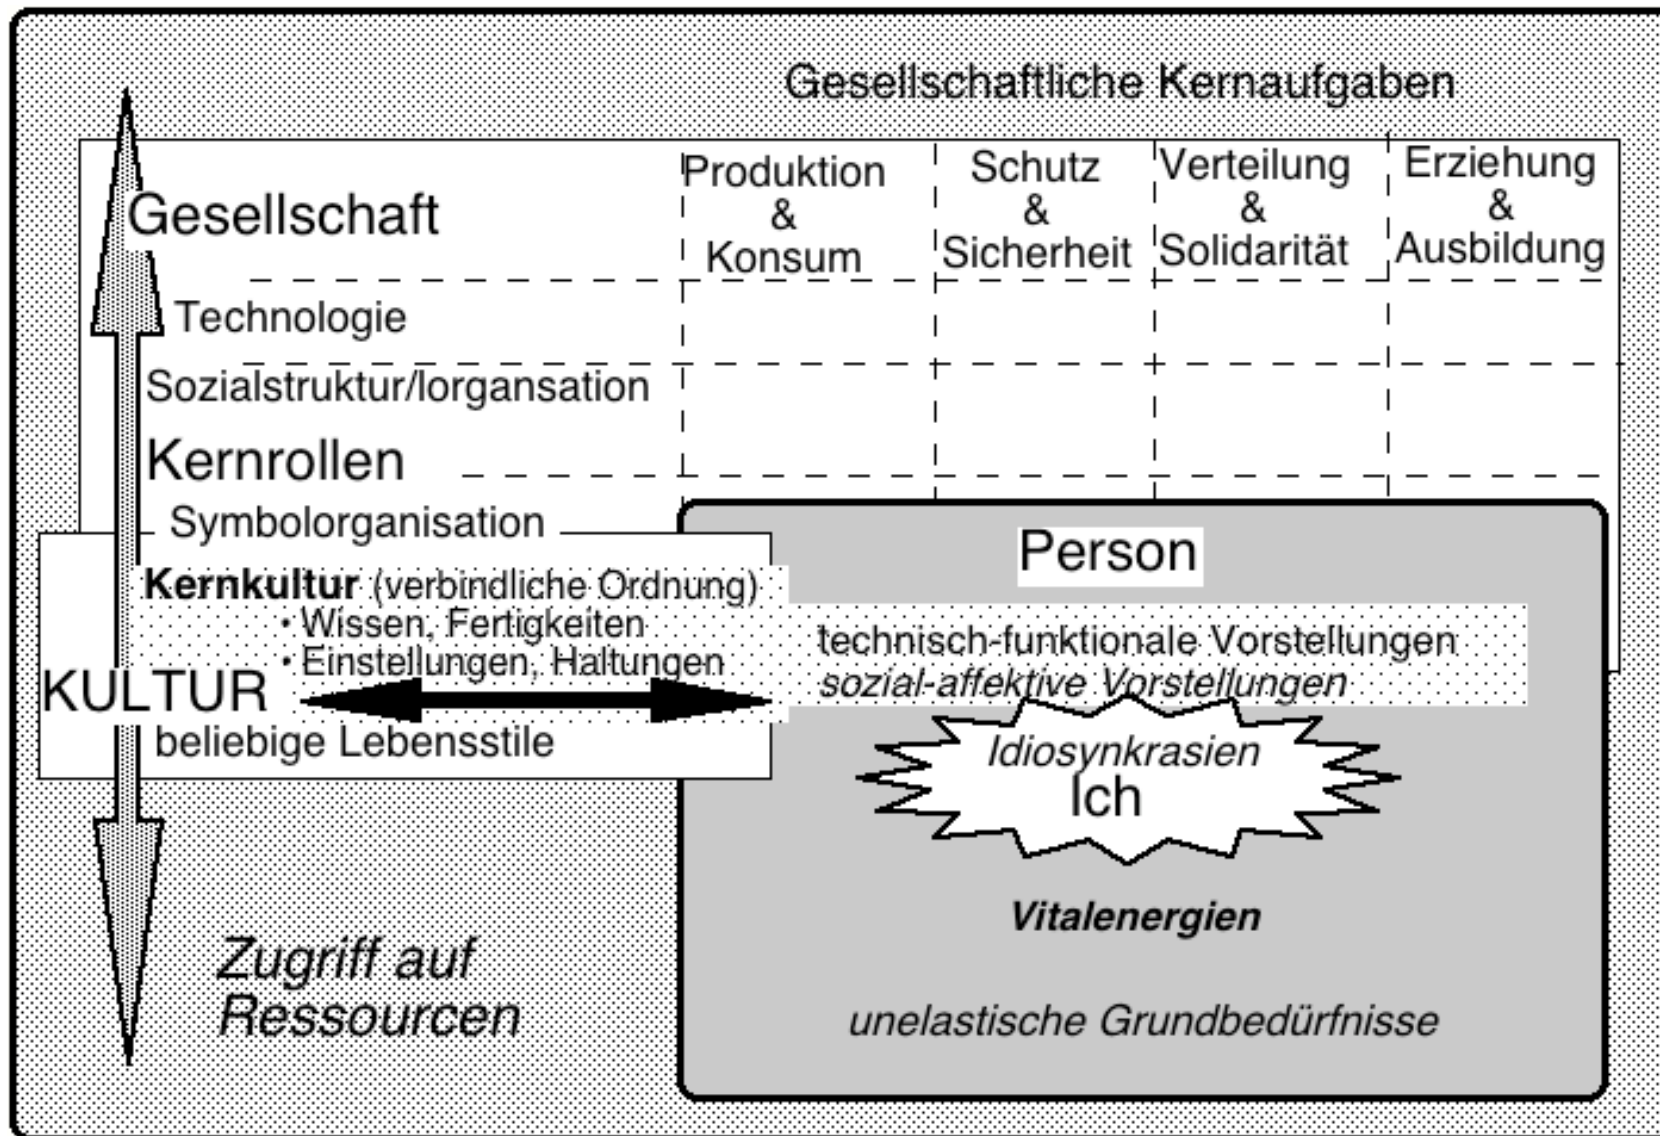 Gesellschaftliche Kernaufgaben
Gesellschaft
Produktion
&
Konsum
Schutz
&
Sicherheit
Verteilung
&
Solidarität
Erziehung
&
Ausbildung
Technologie
Sozialstruktur/lorgansation
Kernrollen
Symbolorganisation
Kernkultur (verbindliche Ordnung)
• Wissen, Fertigkeiten
• Einstellungen, Haltungen
KULTUR
beliebige Lebensstile
Person
technisch-funktionale Vorstellungen
sozial-affektive Vorstellungen
Idiosynkrasien
Ich
Vitalenergien
unelastische Grundbedürfnisse
Zugriff auf
Ressourcen